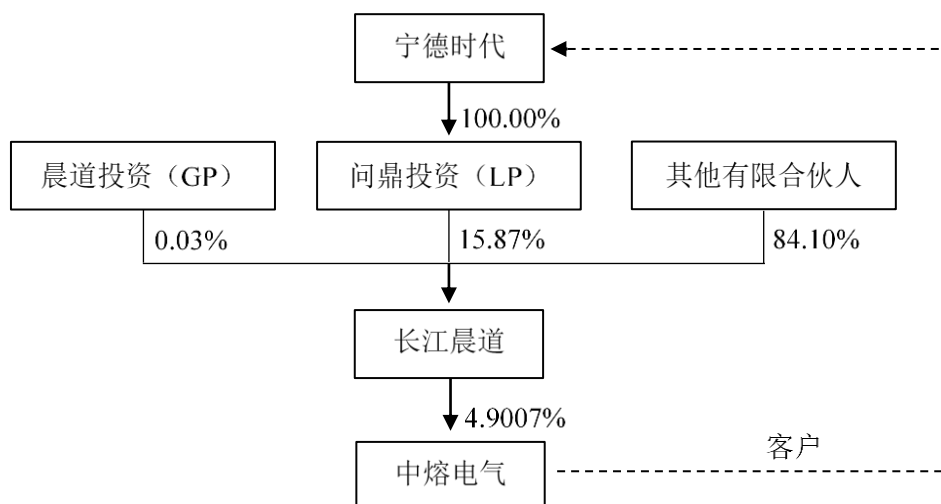 宁德时代
100.00%
晨道投资（GP）
问鼎投资（LP）
其他有限合伙人
0.03%
15.87%
84.10%
长江晨道
4.9007%
客户
中熔电气